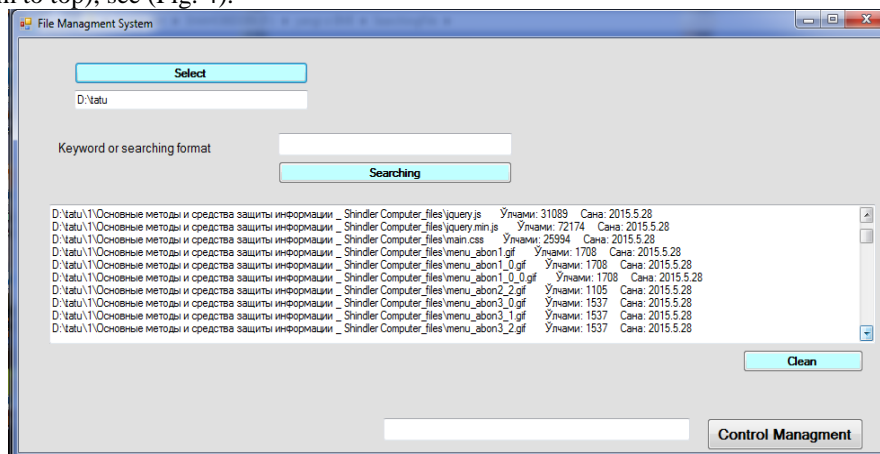 m to top), see (Fig. 4).
File Managment System
Select
D:\tatu
Keyword or searching format
Searching
D:\tatu\1\Основные методы и средства защиты информации _ Shindler Computer_files\jquery.js Ўлчами: 31089 Сана: 2015.5.28
D:\tatu\1\Основные методы и средства защиты информации _ Shindler Computer_files\jquery.min.js Ўлчами: 72174 Сана: 2015.5.28
D:\tatu\1\Основные методы и средства защиты информации _ Shindler Computer_files\main.css Ўлчами: 25994 Сана: 2015.5.28
D:\tatu\1\Основные методы и средства защиты информации _ Shindler Computer_files\menu_abon1.gif Ўлчами: 1708 Сана: 2015.5.28
D:\tatu\1\Основные методы и средства защиты информации _ Shindler Computer_files\menu_abon1_0.gif Ўлчами: 1708 Сана: 2015.5.28
D:\tatu\1\Основные методы и средства защиты информации _ Shindler Computer_files\menu_abon1_0_0.gif Ўлчами: 1708 Сана: 2015.5.28
D:\tatu\1\Основные методы и средства защиты информации _ Shindler Computer_files\menu_abon2_2.gif Ўлчами: 1105 Сана: 2015.5.28
D:\tatu\1\Основные методы и средства защиты информации _ Shindler Computer_files\menu_abon3_0.gif Ўлчами: 1537 Сана: 2015.5.28
D:\tatu\1\Основные методы и средства защиты информации _ Shindler Computer_files\menu_abon3_1.gif Ўлчами: 1537 Сана: 2015.5.28
D:\tatu\1\Основные методы и средства защиты информации _ Shindler Computer_files\menu_abon3_2.gif Ўлчами: 1537 Сана: 2015.5.28
Clean
Control Managment